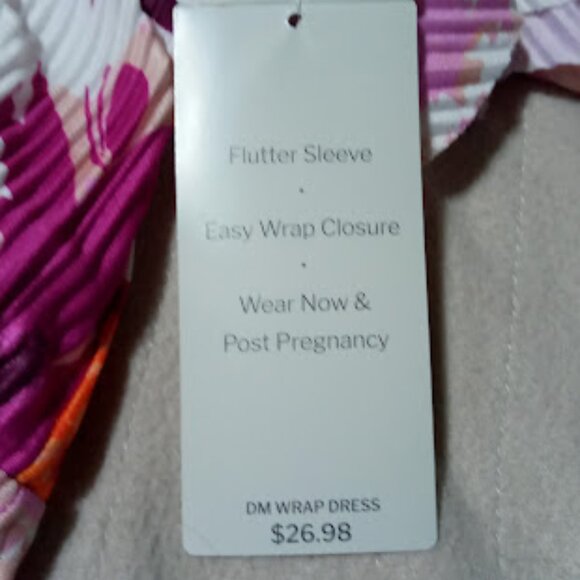 Flutter Sleeve
•
Easy Wrap Closure
•
Wear Now &
Post Pregnancy
DM WRAP DRESS
$26.98